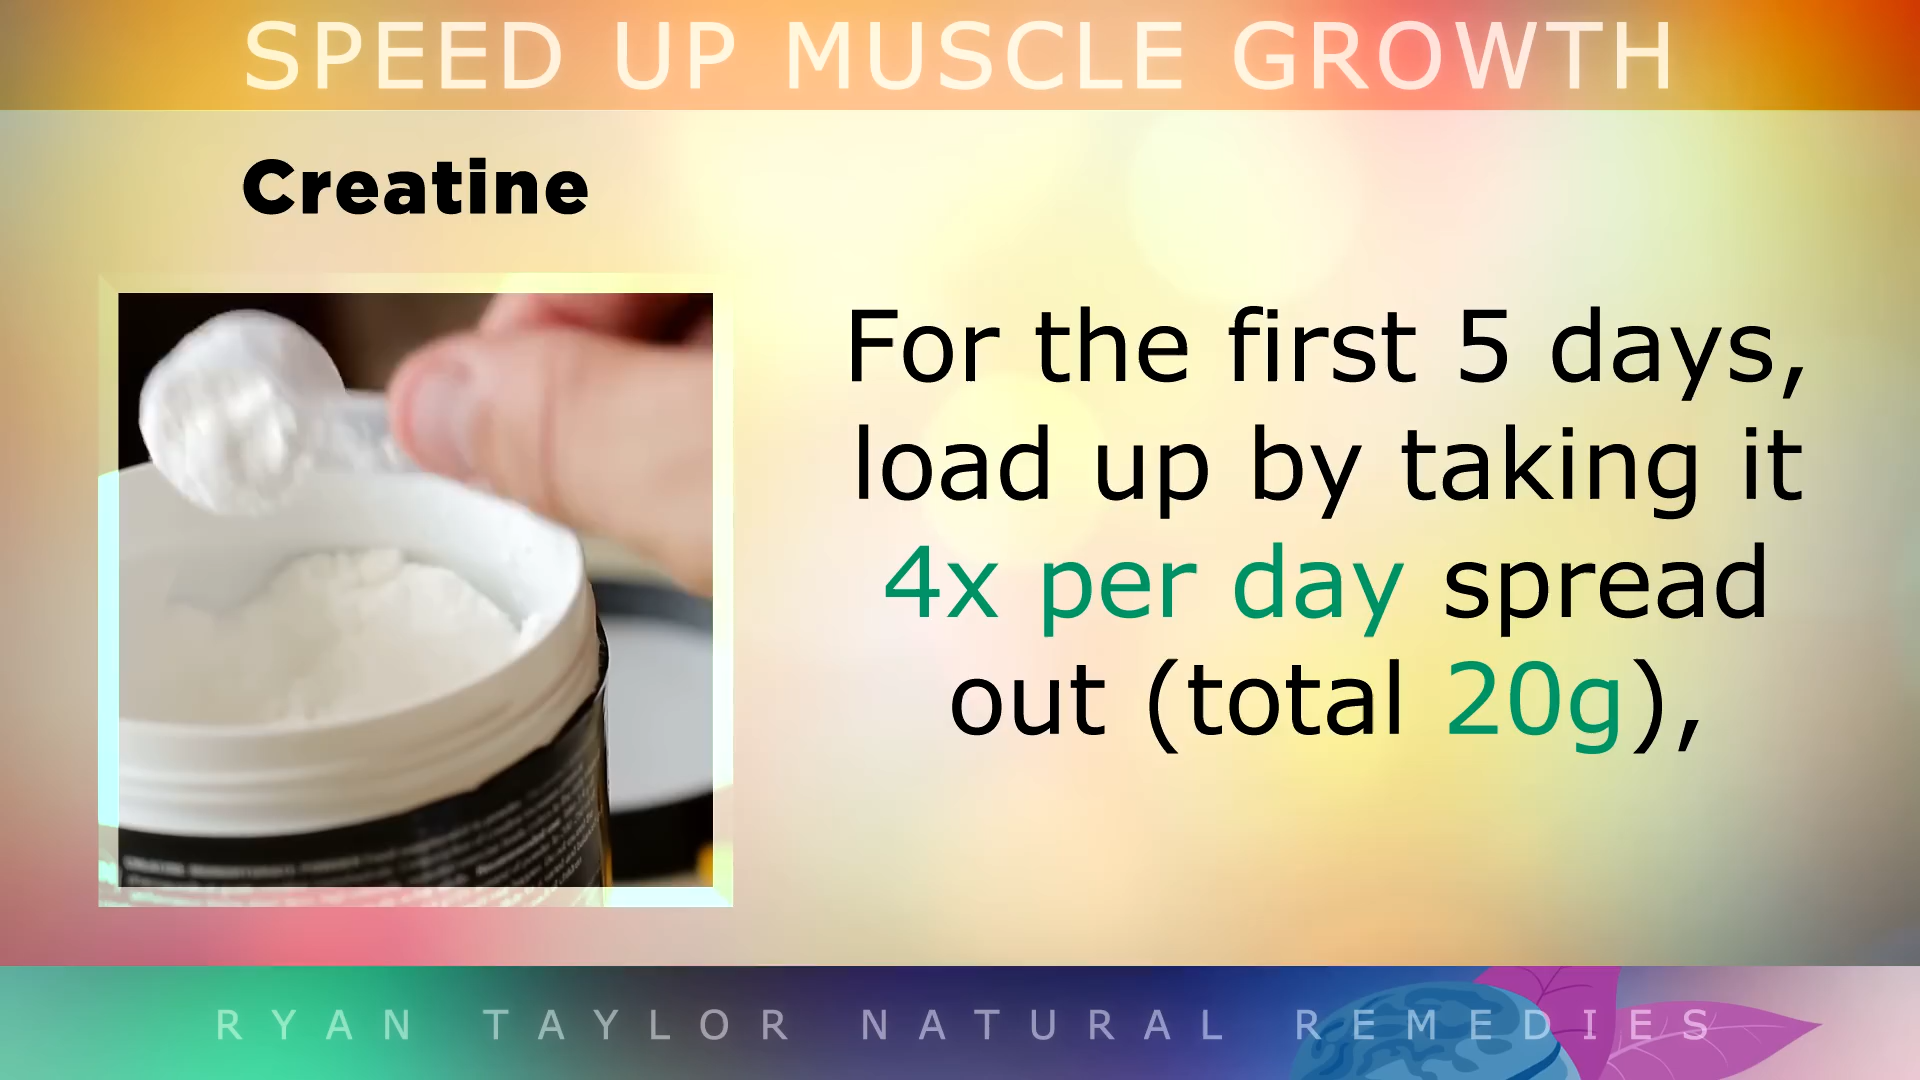 SPEED UP MUSCLE GROWTH
Creatine
For the first 5 days,
load up by taking it
4x per day spread
out (total 20g),
RYAN TAYLOR NATURAL REMEDIES